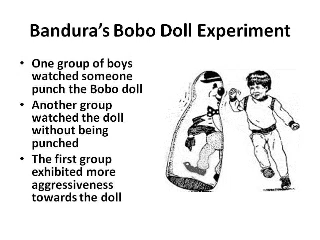 Bandura's Bobo Doll Experiment
• One group of boys
watched someone
punch the Bobo doll
• Another group
watched the doll
without being
punched
• The first group
exhibited more
aggressiveness
towards the doll